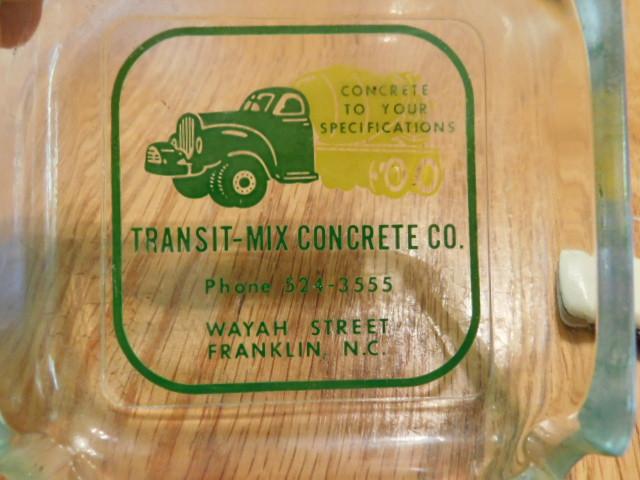 CONCRETE
TO YOUR
SPECIFICATIONS
TRANSIT-MIX CONCRETE CO.
Phone 524-3555
WAYAH STREET
FRANKLIN, N.C.